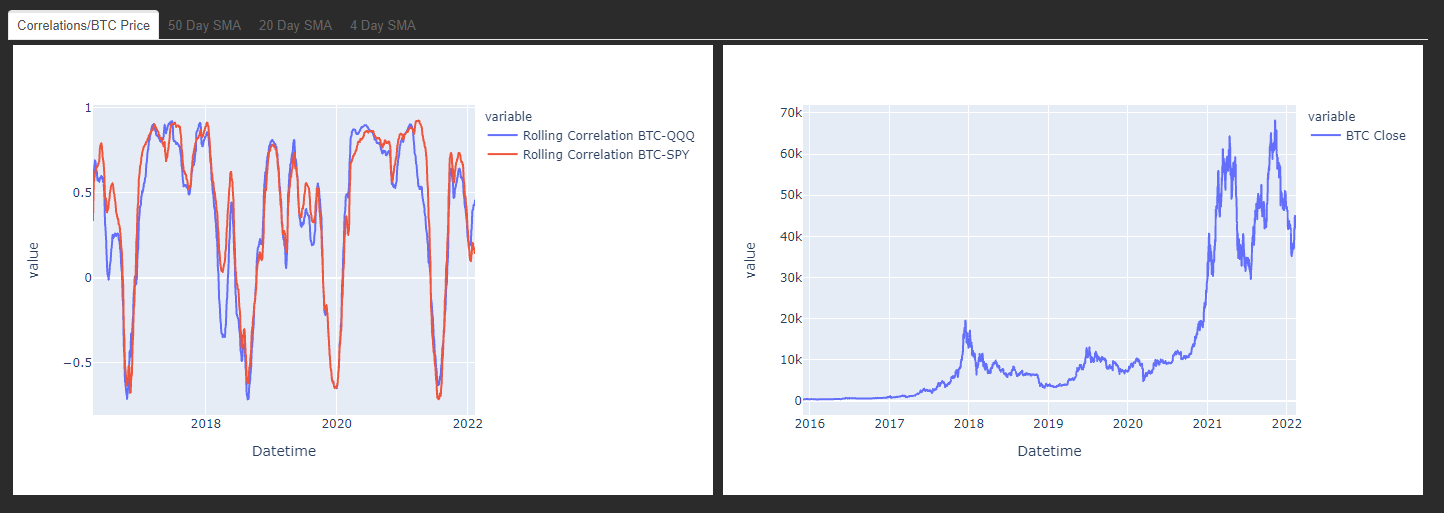 Correlations/BTC Price 50 Day SMA 20 Day SMA 4 Day SMA
variable
Rolling Correlation BTC-QQQ
Rolling Correlation BTC-SPY
1
0.5
0
−0.5
value
2018 2020 2022
Datetime
variable
BTC Close
70k
60k
50k
40k
30k
20k
10k
0
value
2016 2017 2018 2019 2020 2021 2022
Datetime